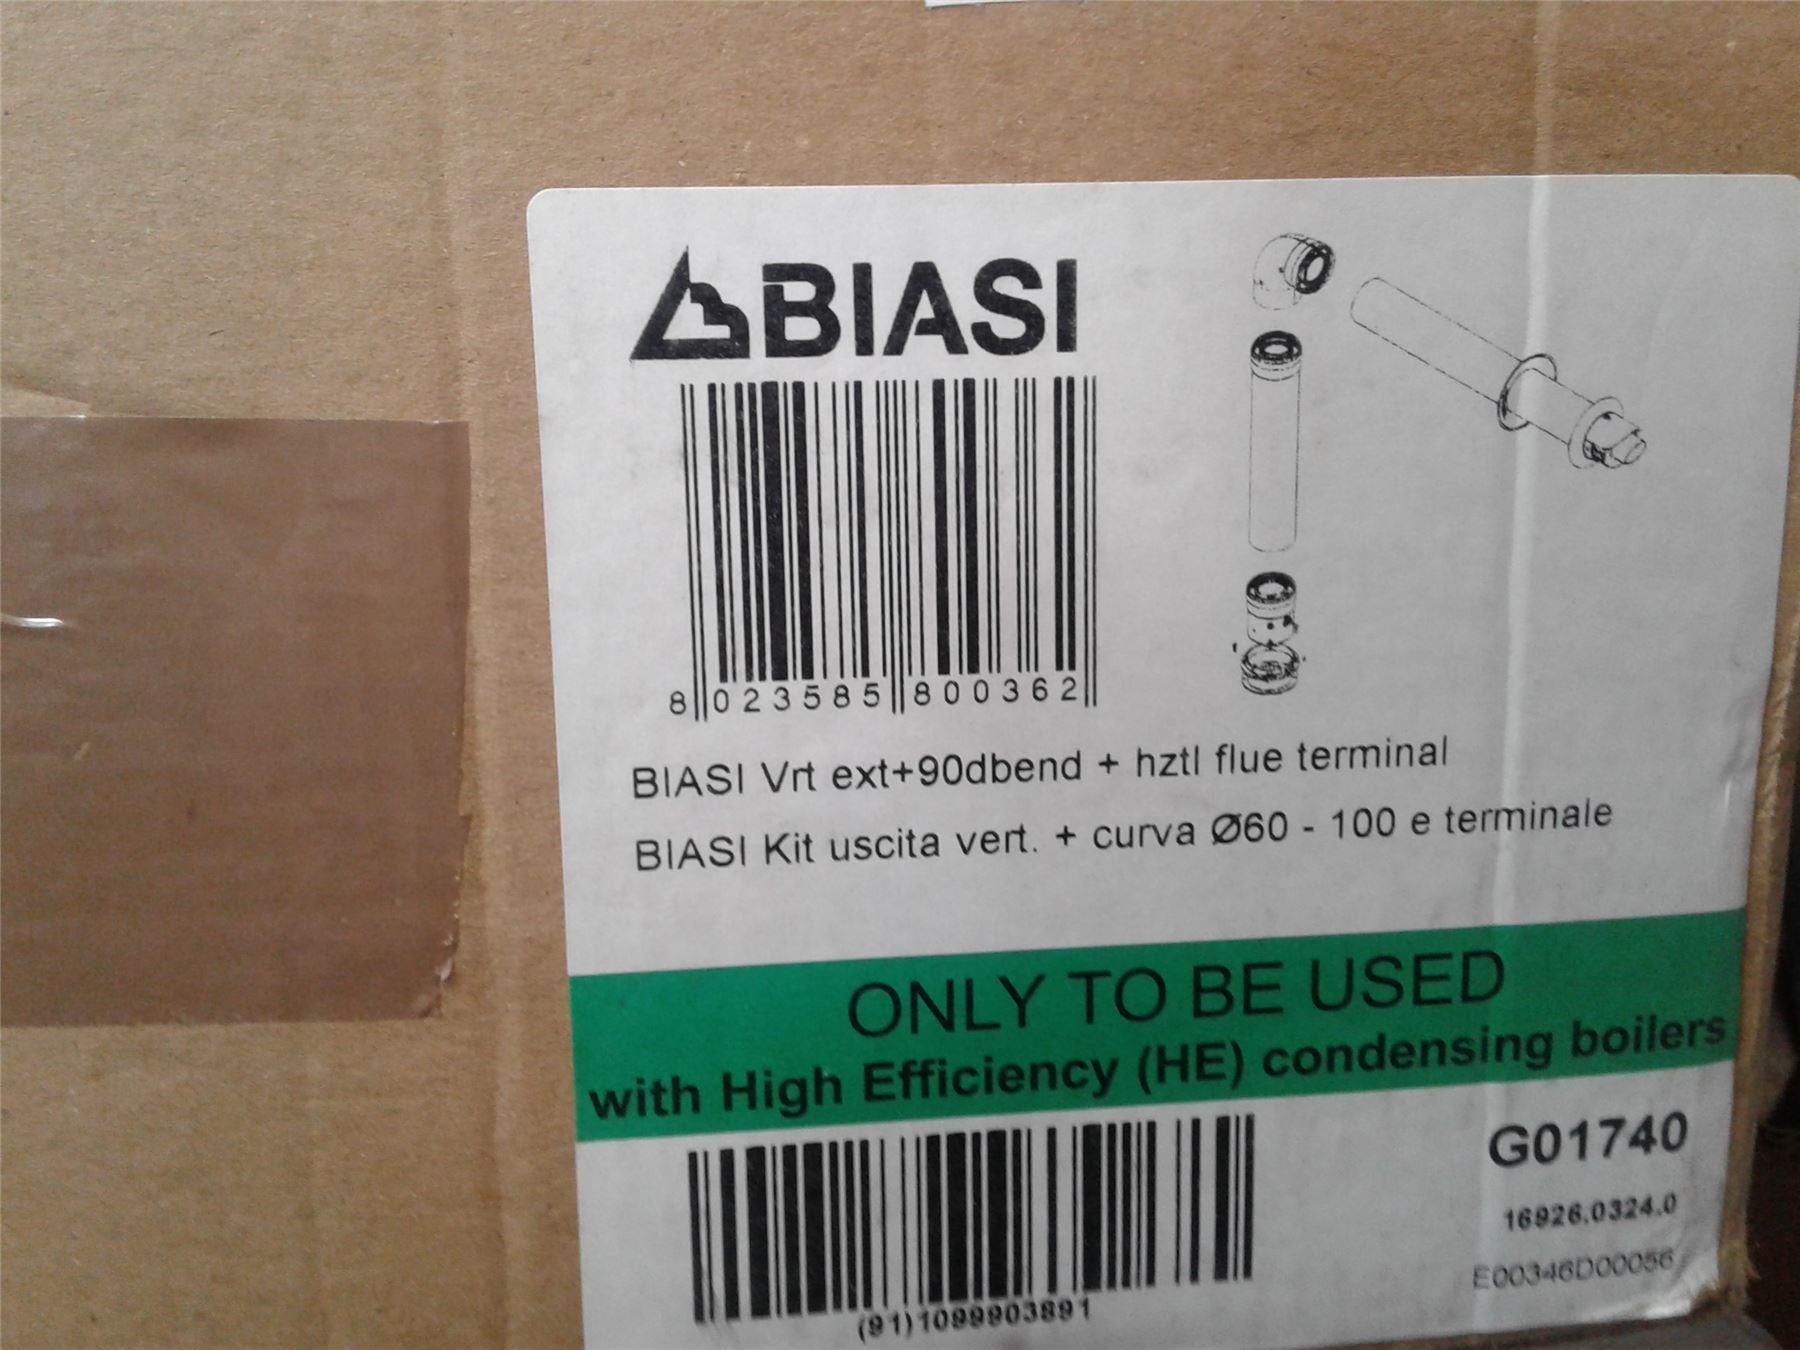 BIASI
8 023585 800362
BIASI Vrt ext+90dbend + hztl flue terminal
BIASI Kit uscita vert. + curva Ø60 - 100 e terminale
ONLY TO BE USED
with High Efficiency (HE) condensing boilers
G01740
16926.0324.0
E00346D00056
(91)1099903891